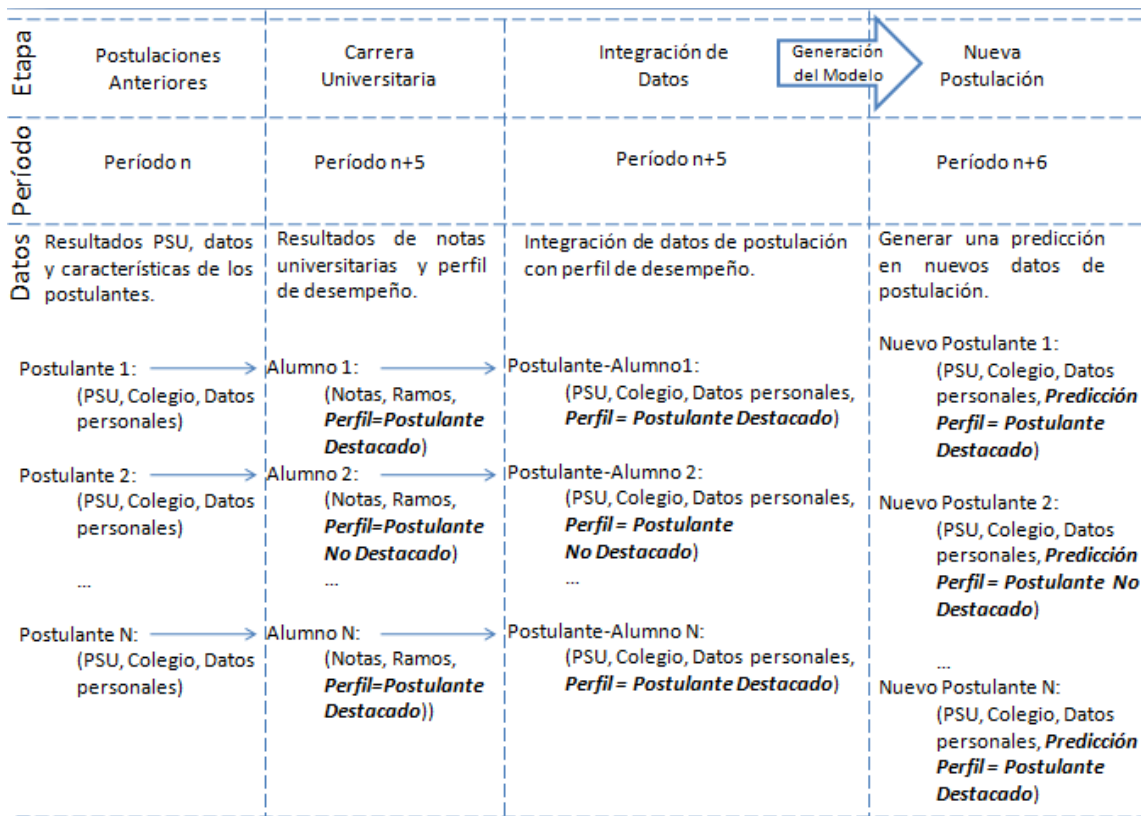 Etapa
Postulaciones
Anteriores
Carrera
Universitaria
Integración de
Datos
Generación
del Modelo
Nueva
Postulación
Período
Período n
Período n+5
Período n+5
Período n+6
Datos
Resultados PSU, datos
y características de los
postulantes.
Resultados de notas
universitarias y perfil
de desempeño.
Integración de datos de postulación
con perfil de desempeño.
Generar una predicción
en nuevos datos de
postulación.
Postulante 1:
(PSU, Colegio, Datos
personales)
Alumno 1:
(Notas, Ramos,
Perfil=Postulante
Destacado)
Postulante-Alumno1:
(PSU, Colegio, Datos personales,
Perfil = Postulante Destacado)
Nuevo Postulante 1:
(PSU, Colegio, Datos
personales, Predicción
Perfil = Postulante
Destacado)
Postulante 2:
(PSU, Colegio, Datos
personales)
...
Alumno 2:
(Notas, Ramos,
Perfil=Postulante
No Destacado)
...
Postulante-Alumno 2:
(PSU, Colegio, Datos personales,
Perfil = Postulante
No Destacado)
...
Nuevo Postulante 2:
(PSU, Colegio, Datos
personales, Predicción
Perfil = Postulante No
Destacado)
...
Postulante N:
(PSU, Colegio, Datos
personales)
Alumno N:
(Notas, Ramos,
Perfil=Postulante
Destacado))
Postulante-Alumno N:
(PSU, Colegio, Datos personales,
Perfil = Postulante Destacado)
Nuevo Postulante N:
(PSU, Colegio, Datos
personales, Predicción
Perfil = Postulante
Destacado)